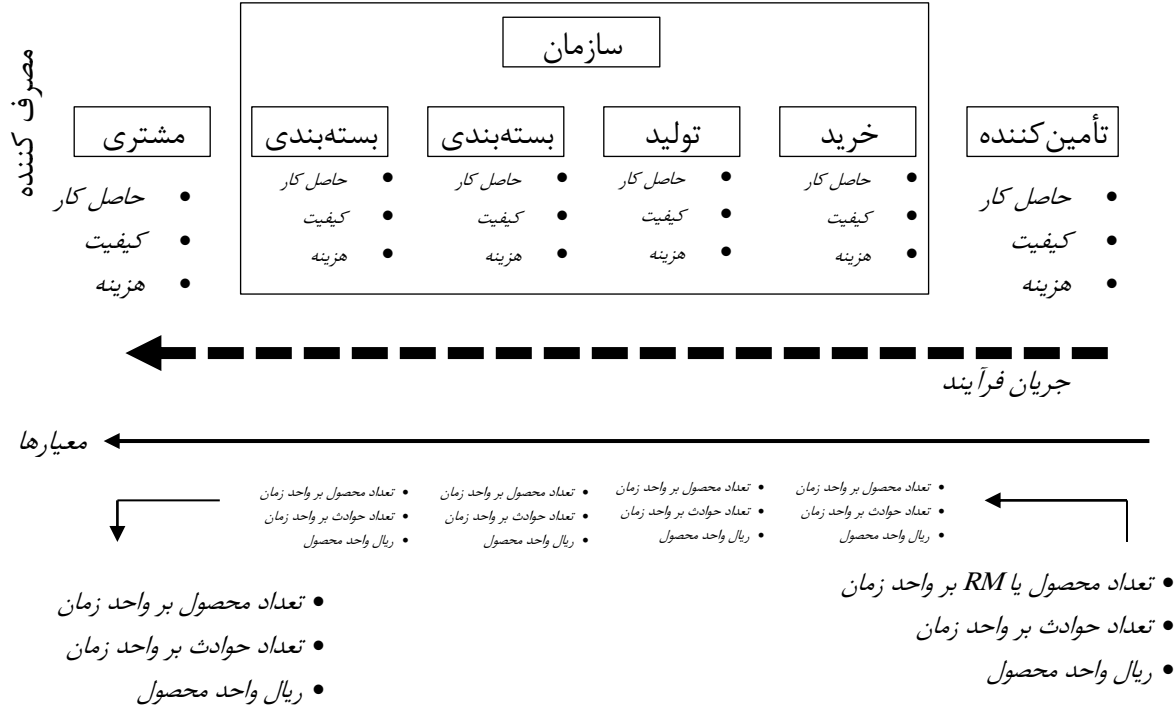 سازمان
تأمین‌کننده
خرید
تولید
بسته‌بندی
بسته‌بندی
مشتری
مصرف کننده
• حاصل کار
• کیفیت
• هزینه
• حاصل کار
• کیفیت
• هزینه
• حاصل کار
• کیفیت
• هزینه
• حاصل کار
• کیفیت
• هزینه
• حاصل کار
• کیفیت
• هزینه
• حاصل کار
• کیفیت
• هزینه
جریان فرآیند
معیارها
• تعداد محصول یا RM بر واحد زمان
• تعداد حوادث بر واحد زمان
• ریال واحد محصول
• تعداد محصول بر واحد زمان
• تعداد حوادث بر واحد زمان
• ریال واحد محصول
• تعداد محصول بر واحد زمان
• تعداد حوادث بر واحد زمان
• ریال واحد محصول
• تعداد محصول بر واحد زمان
• تعداد حوادث بر واحد زمان
• ریال واحد محصول
• تعداد محصول بر واحد زمان
• تعداد حوادث بر واحد زمان
• ریال واحد محصول
• تعداد محصول بر واحد زمان
• تعداد حوادث بر واحد زمان
• ریال واحد محصول